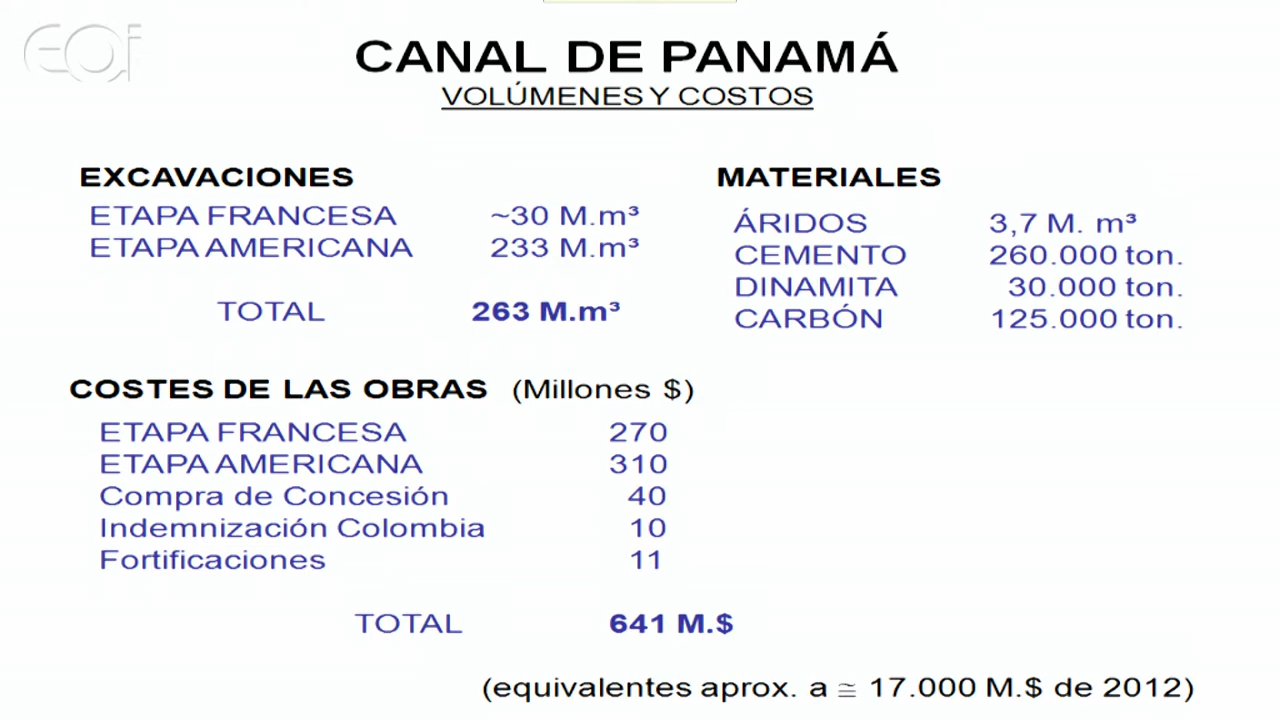 eoi
CANAL DE PANAMÁ
VOLÚMENES Y COSTOS
EXCAVACIONES
ETAPA FRANCESA ~30 M.m³
ETAPA AMERICANA 233 M.m³
TOTAL 263 M.m³
MATERIALES
ÁRIDOS 3,7 M. m³
CEMENTO 260.000 ton.
DINAMITA 30.000 ton.
CARBÓN 125.000 ton.
COSTES DE LAS OBRAS (Millones $)
ETAPA FRANCESA 270
ETAPA AMERICANA 310
Compra de Concesión 40
Indemnización Colombia 10
Fortificaciones 11
TOTAL 641 M.$
(equivalentes aprox. a ≅ 17.000 M.$ de 2012)